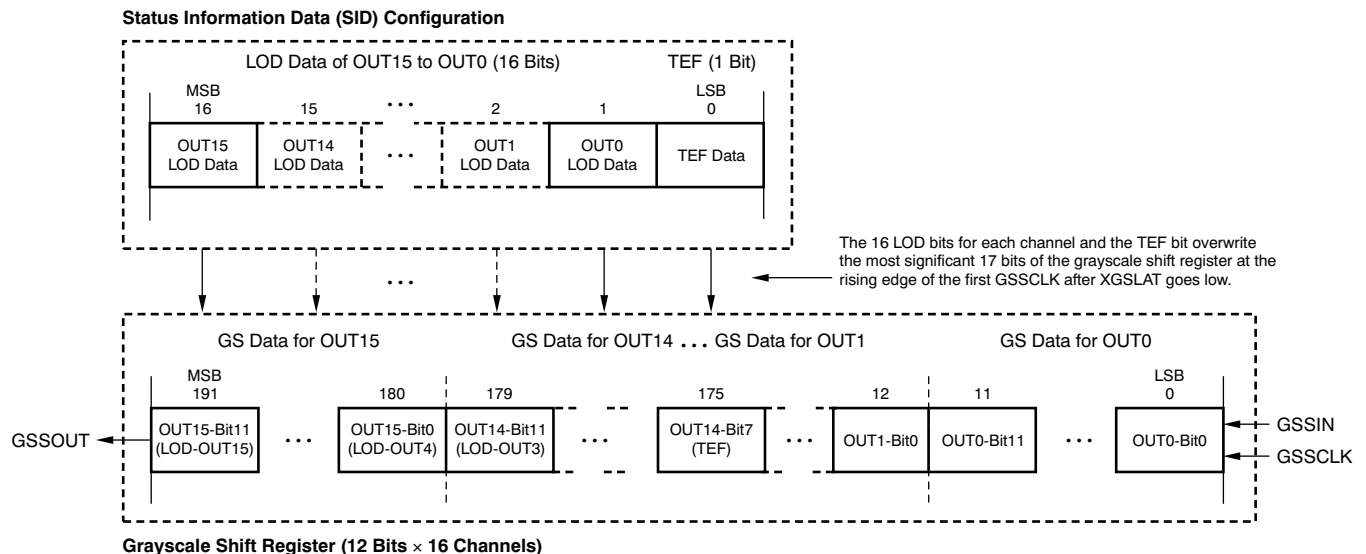 Status Information Data (SID) Configuration
LOD Data of OUT15 to OUT0 (16 Bits) TEF (1 Bit)
MSB LSB
16 15 • • • 2 1 0
OUT15 OUT14 OUT1 OUT0
LOD Data LOD Data • • • LOD Data LOD Data TEF Data
The 16 LOD bits for each channel and the TEF bit overwrite
the most significant 17 bits of the grayscale shift register at the
rising edge of the first GSSCLK after XGSLAT goes low.
• • •
GS Data for OUT15 GS Data for OUT14 • • • GS Data for OUT1 GS Data for OUT0
MSB LSB
191 180 179 175 12 11 0
OUT15-Bit11 OUT15-Bit0 OUT14-Bit11 OUT14-Bit7
(LOD-OUT15) • • • (LOD-OUT4) (LOD-OUT3) • • • (TEF) • • • OUT1-Bit0 OUT0-Bit11 • • • OUT0-Bit0
GSSOUT GSSIN
GSSCLK
Grayscale Shift Register (12 Bits × 16 Channels)